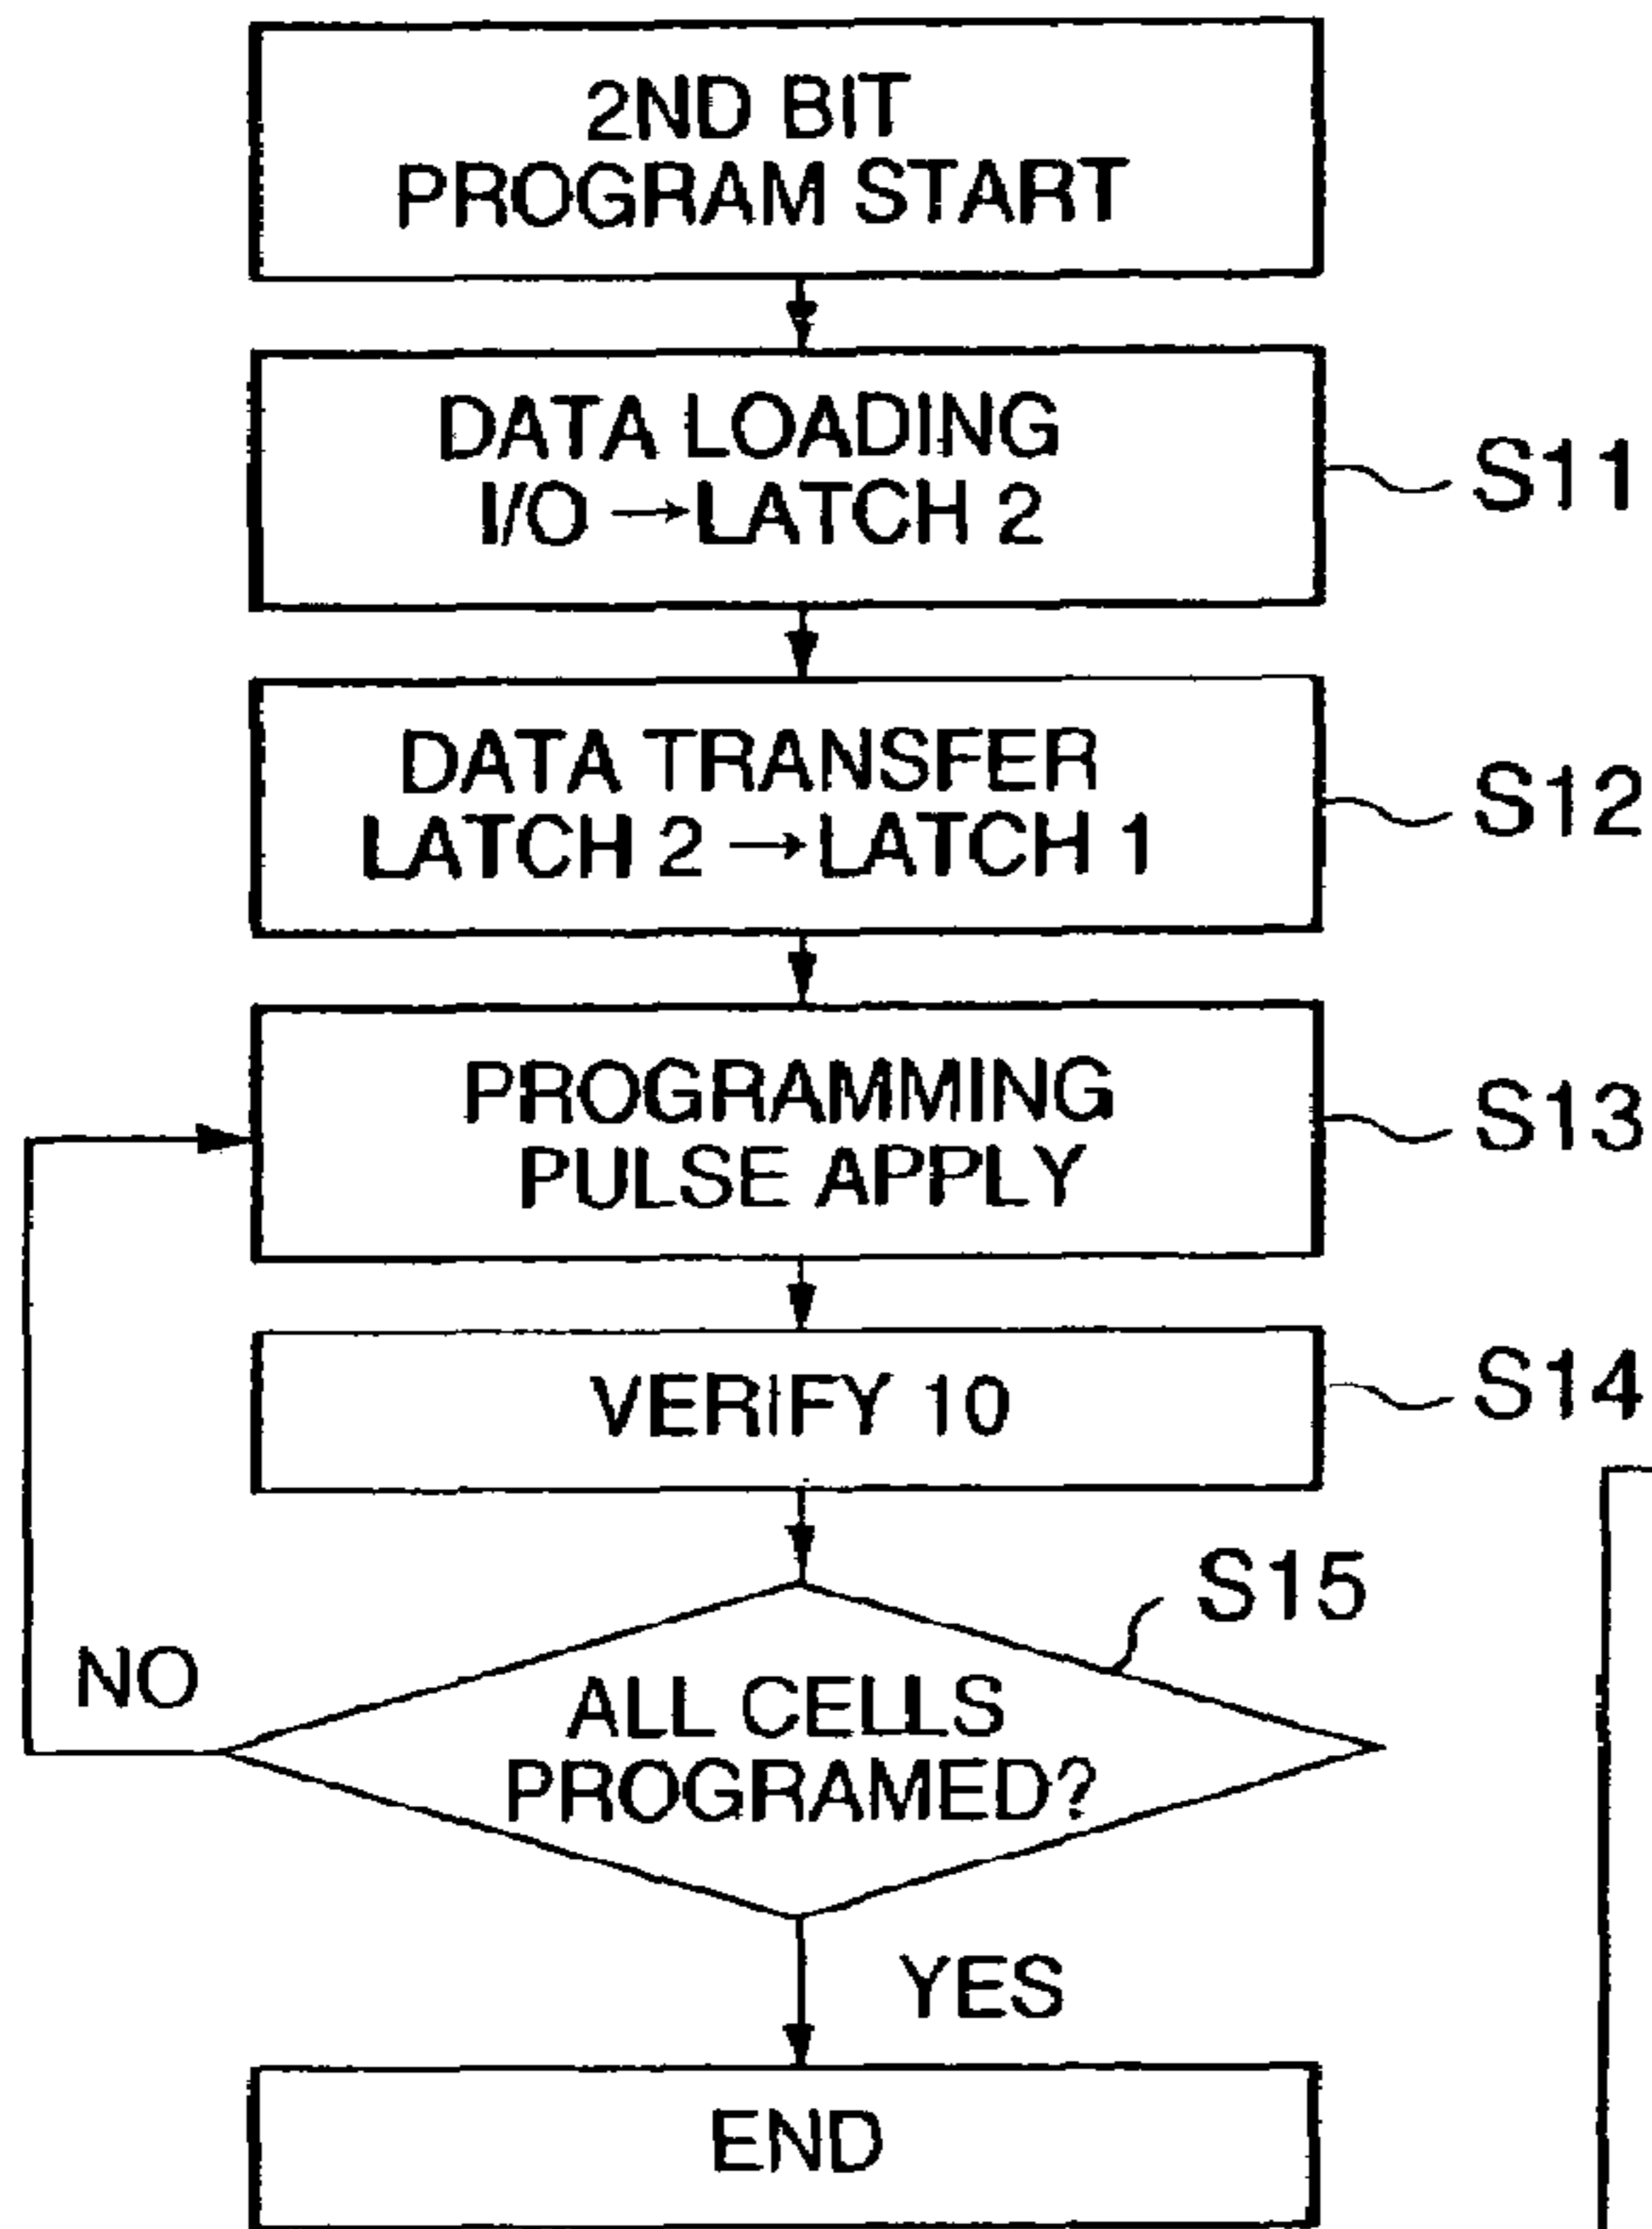 2ND BIT
PROGRAM START
DATA LOADING
I/O → LATCH 2
S11
DATA TRANSFER
LATCH 2 → LATCH 1
S12
PROGRAMMING
PULSE APPLY
S13
VERIFY 10
S14
S15
NO
ALL CELLS
PROGRAMED?
YES
END